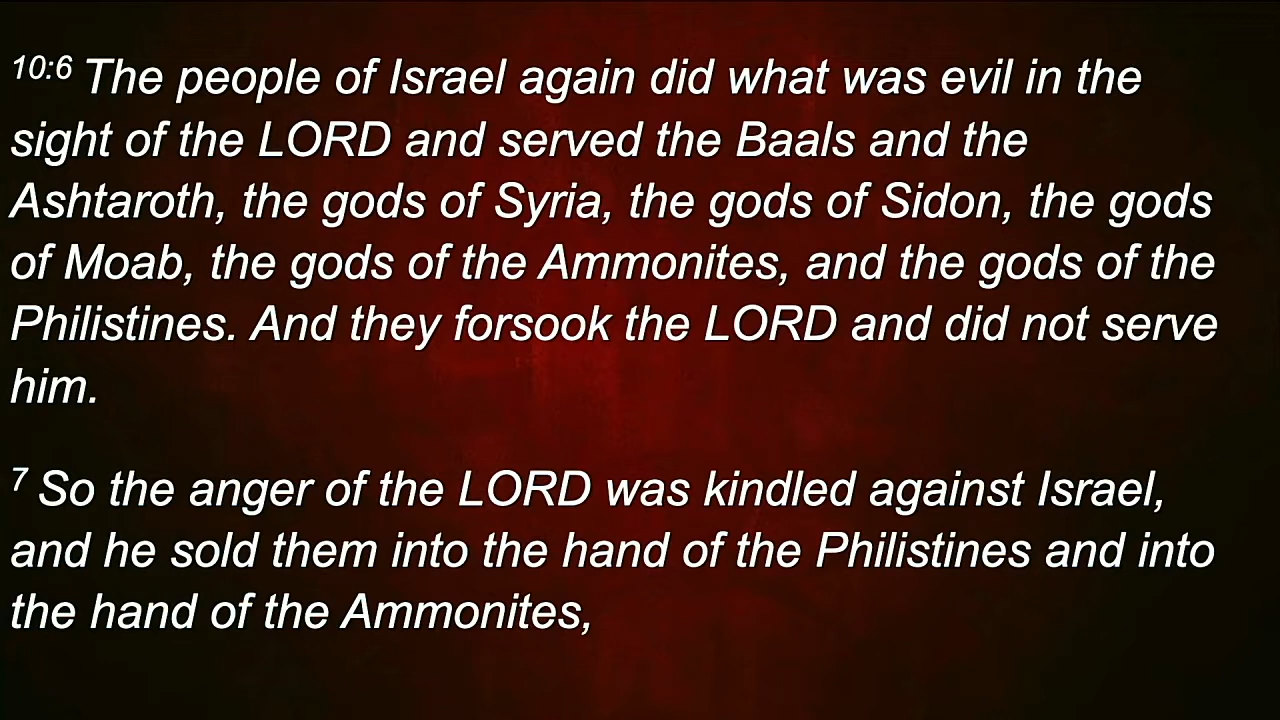 10:6 The people of Israel again did what was evil in the
sight of the LORD and served the Baals and the
Ashtaroth, the gods of Syria, the gods of Sidon, the gods
of Moab, the gods of the Ammonites, and the gods of the
Philistines. And they forsook the LORD and did not serve
him.
7 So the anger of the LORD was kindled against Israel,
and he sold them into the hand of the Philistines and into
the hand of the Ammonites,